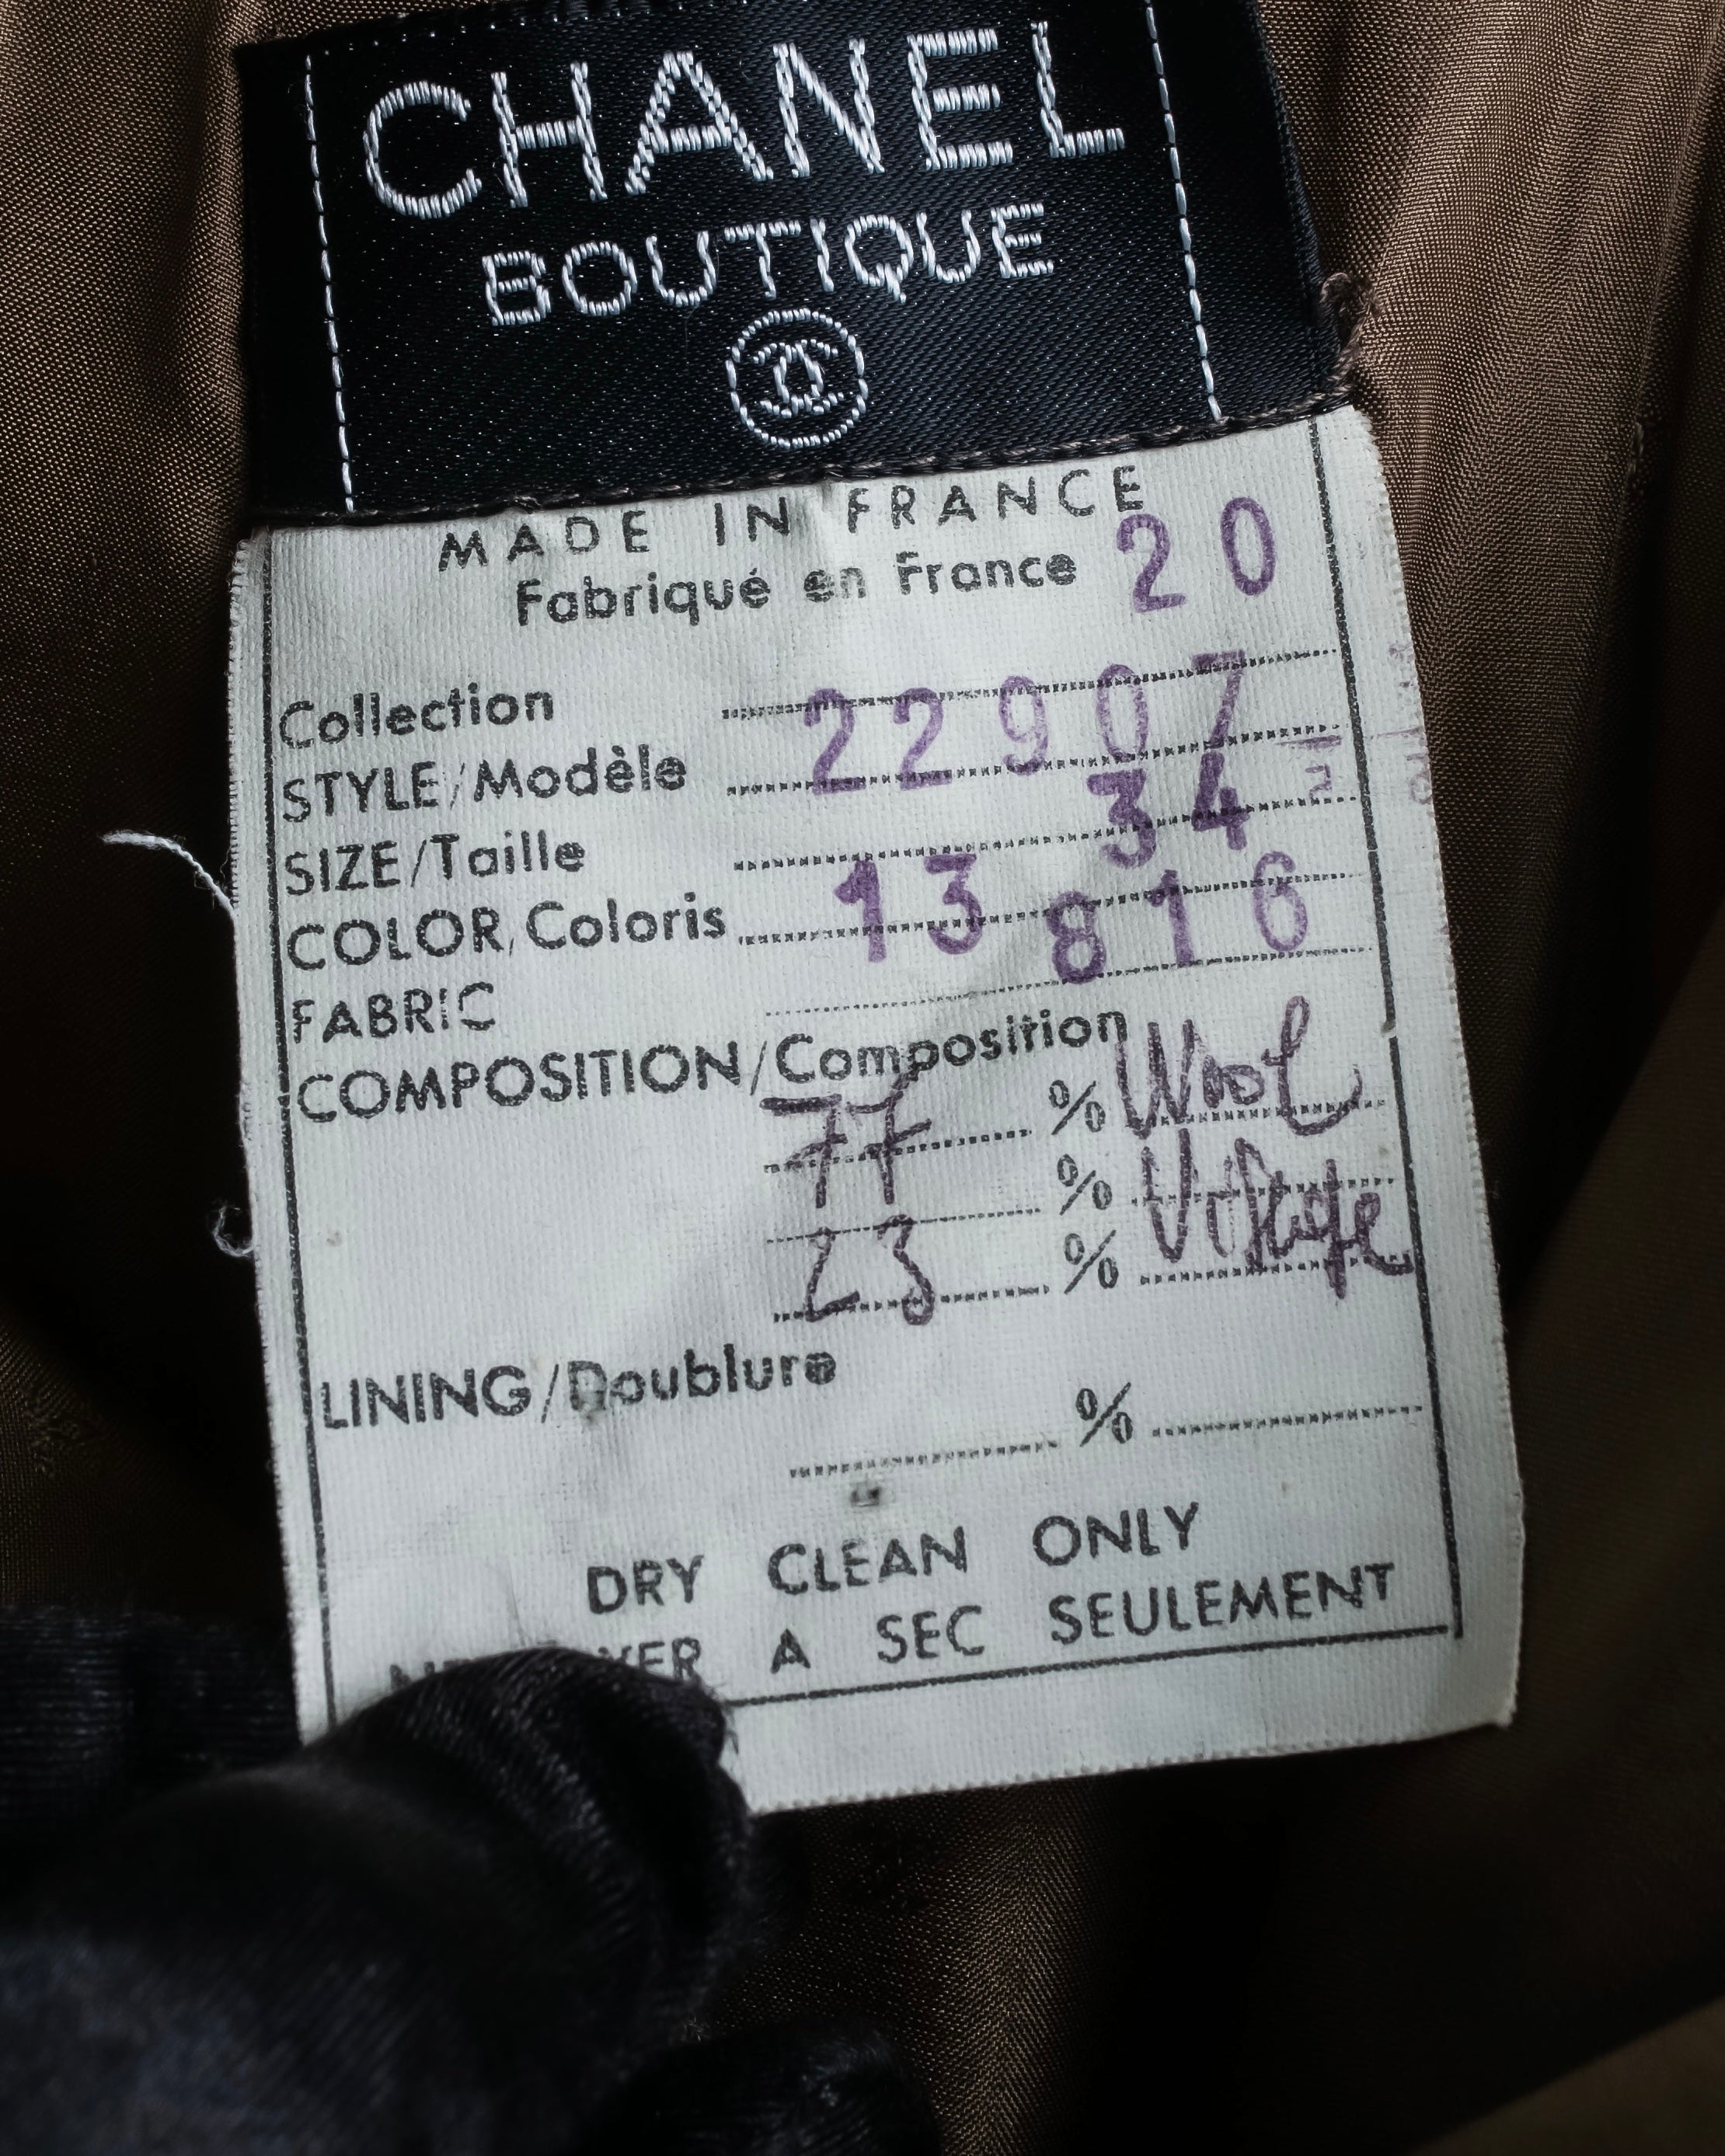 CHANEL
BOUTIQUE
MADE IN FRANCE
Fabriqué en France 20
Collection
STYLE/Modèle 22907
SIZE/Taille 34
COLOR/Coloris 13 816
FABRIC
COMPOSITION/Composition
77 % Wool
%
23 %
LINING/Doublure
%
DRY CLEAN ONLY
A SEC SEULEMENT